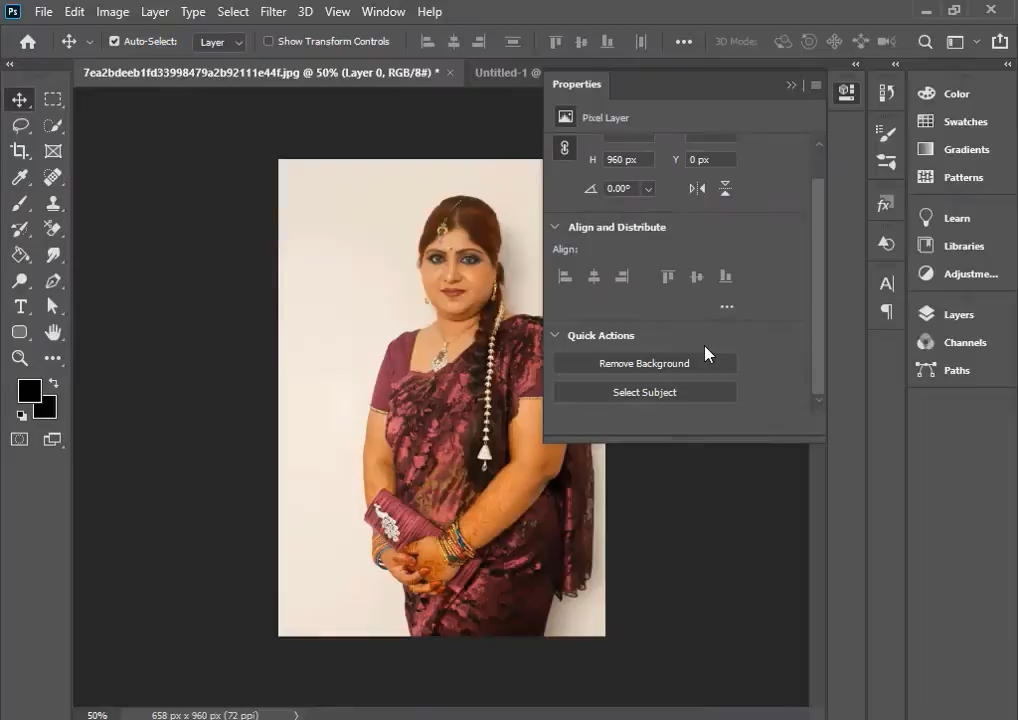 Ps File Edit Image Layer Type Select Filter 3D View Window Help
Auto-Select: Layer Show Transform Controls 3D Mode:
7ea2bdeeb1fd33998479a2b92111e44f.jpg @ 50% (Layer 0, RGB/8#) * × Untitled-1 @
Properties
Pixel Layer
H 960 px Y 0 px
0.00°
Align and Distribute
Align:
Quick Actions
Remove Background
Select Subject
Color
Swatches
Gradients
Patterns
Learn
Libraries
Adjustme...
Layers
Channels
Paths
50% 658 px x 960 px (72 ppi)